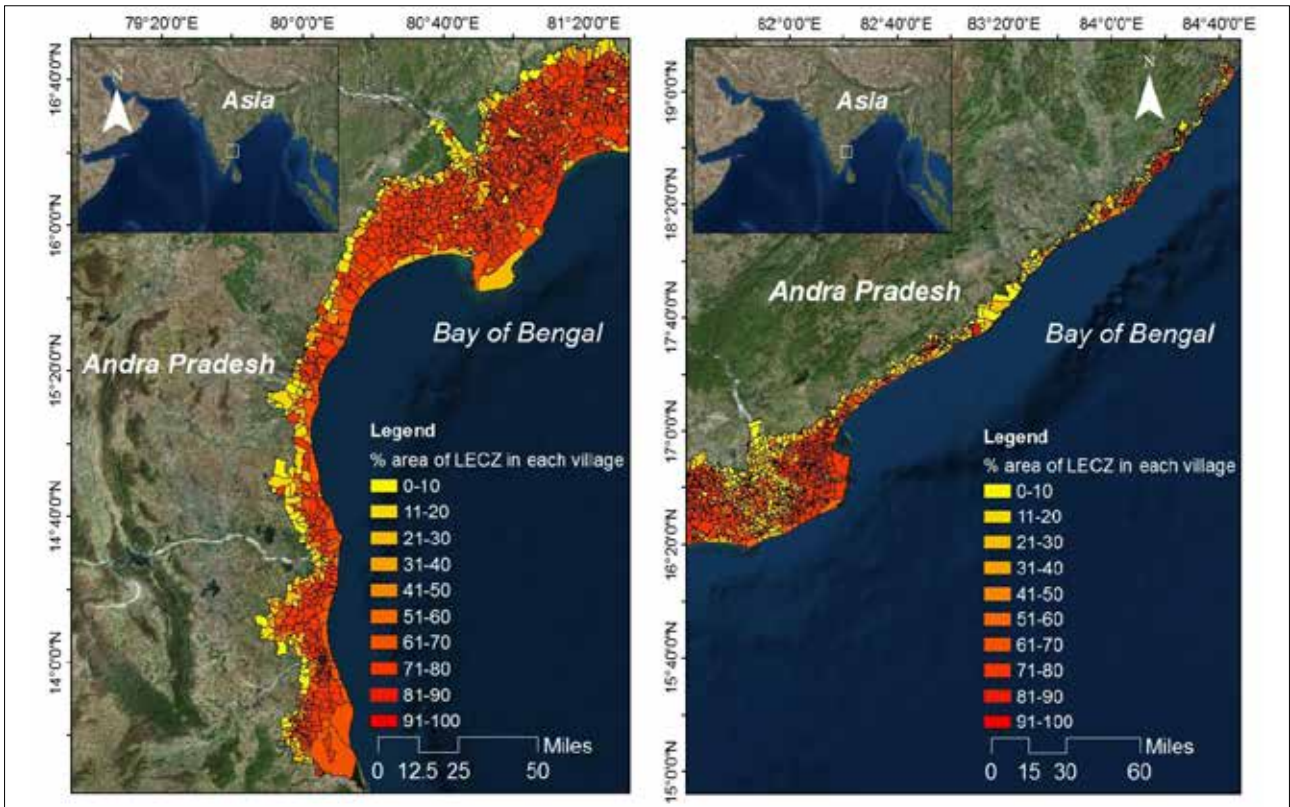 79°20'0"E 80°0'0"E 80°40'0"E 81°20'0"E
16°40'0"N
16°0'0"N
15°20'0"N
14°40'0"N
14°0'0"N
N
Asia
Andra Pradesh
Bay of Bengal
Legend
% area of LECZ in each village
0-10
11-20
21-30
31-40
41-50
51-60
61-70
71-80
81-90
91-100
Miles
0 12.5 25 50
82°0'0"E 82°40'0"E 83°20'0"E 84°0'0"E 84°40'0"E
19°0'0"N
18°20'0"N
17°40'0"N
17°0'0"N
16°20'0"N
15°40'0"N
15°0'0"N
N
Asia
Andra Pradesh
Bay of Bengal
Legend
% area of LECZ in each village
0-10
11-20
21-30
31-40
41-50
51-60
61-70
71-80
81-90
91-100
Miles
0 15 30 60